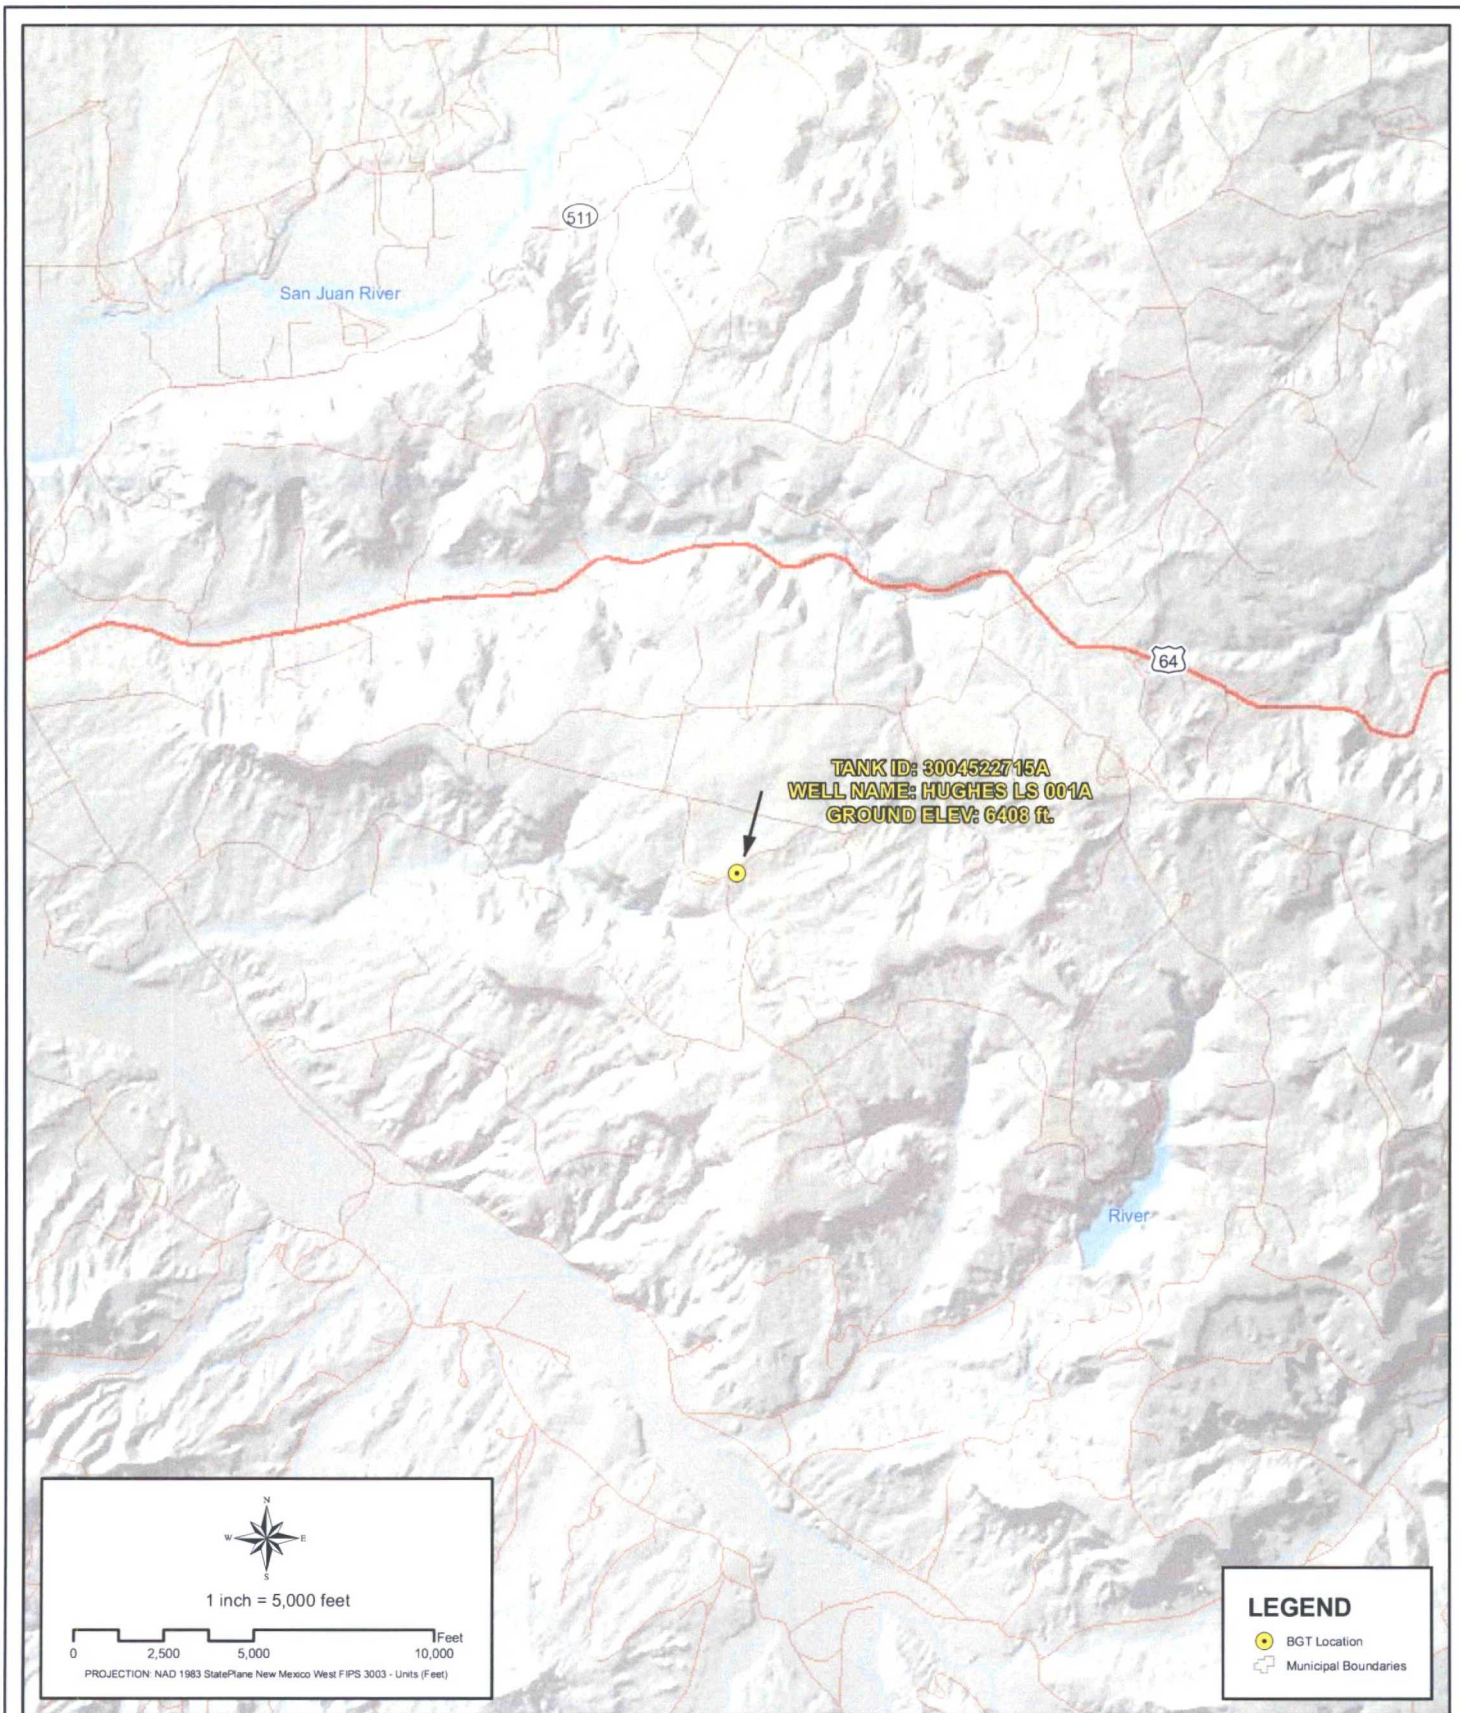 511
San Juan River
64
TANK ID: 3004522715A
WELL NAME: HUGHES LS 001A
GROUND ELEV: 6408 ft.
River
N
W E
S
1 inch = 5,000 feet
Feet
0 2,500 5,000 10,000
PROJECTION: NAD 1983 StatePlane New Mexico West FIPS 3003 - Units (Feet)
LEGEND
BGT Location
Municipal Boundaries